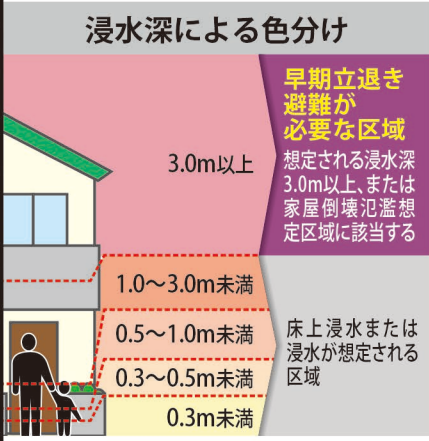 浸水深による色分け
早期立退き
避難が
必要な区域
想定される浸水深
3.0m以上、または
家屋倒壊氾濫想
定区域に該当する
3.0m以上
1.0〜3.0m未満
0.5〜1.0m未満
0.3〜0.5m未満
0.3m未満
床上浸水または
浸水が想定される
区域